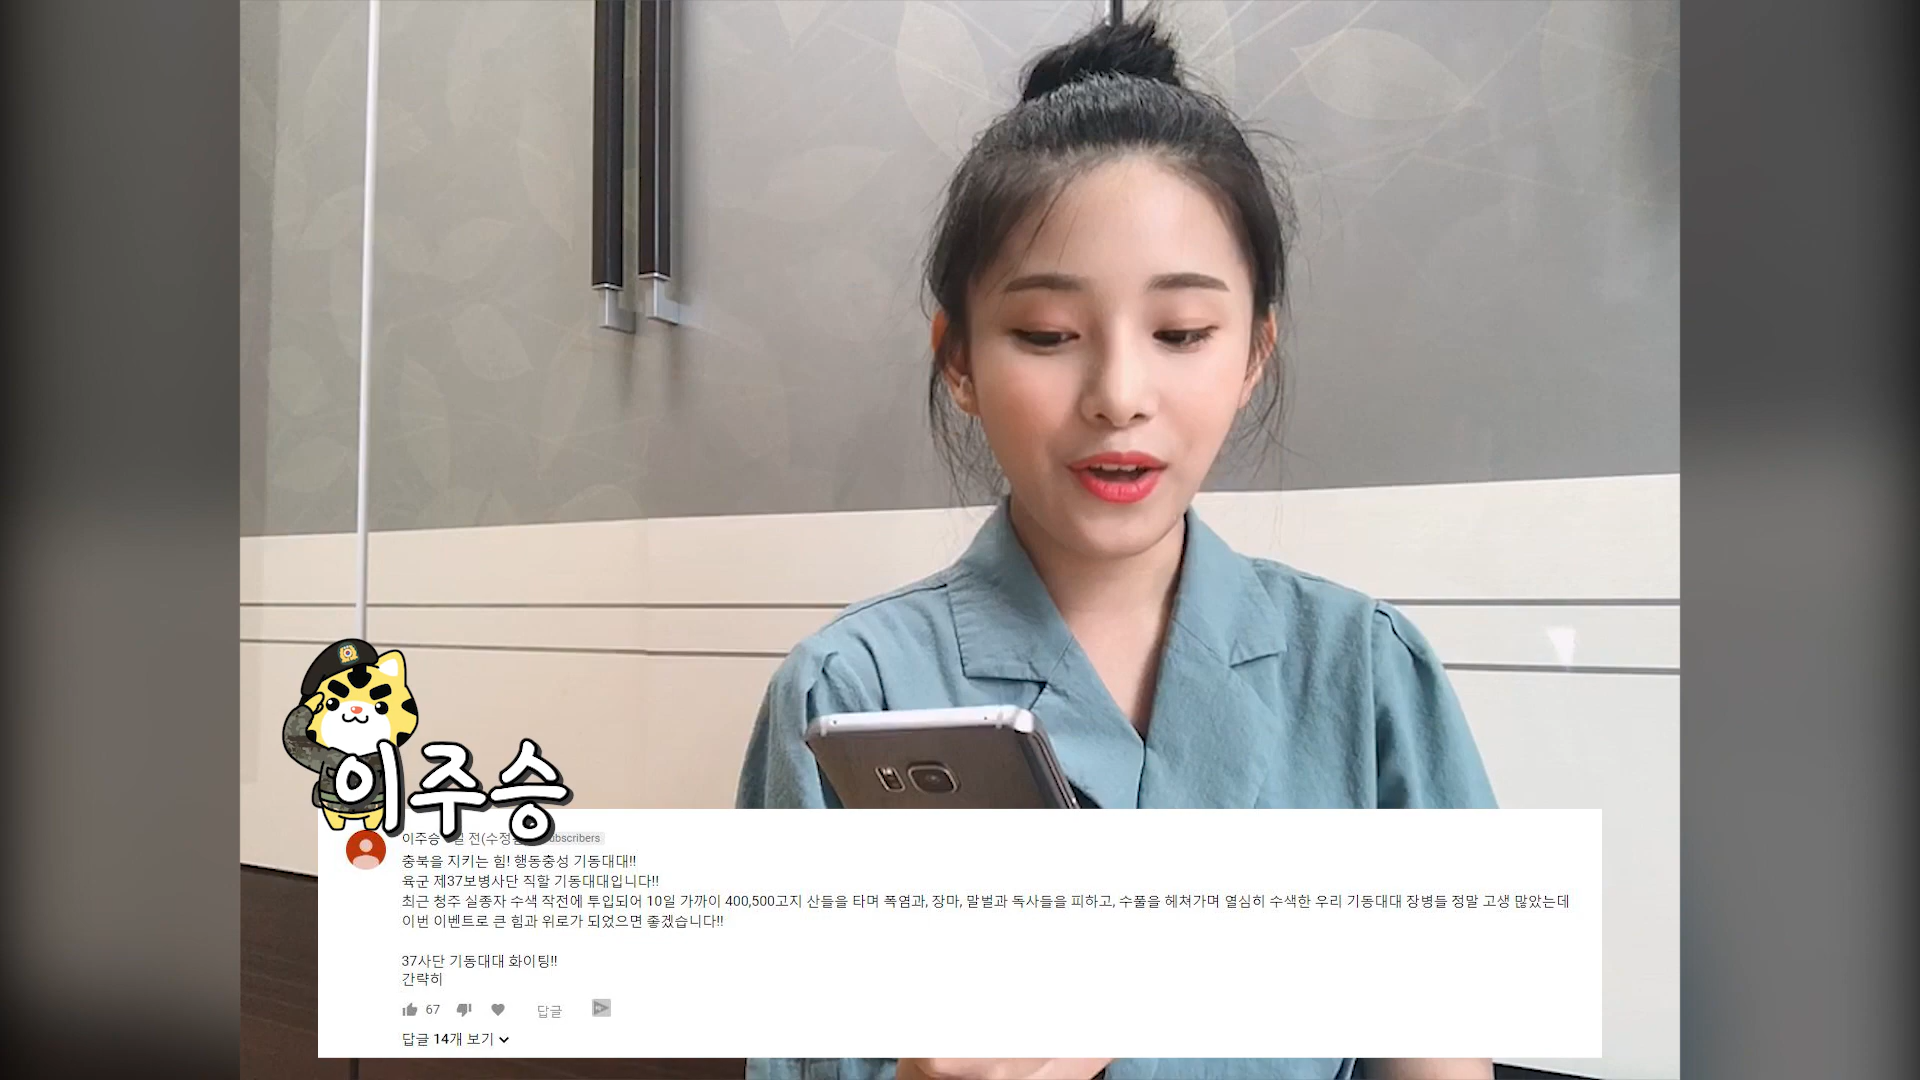 이주승
이주승 전(수정
충북을 지키는 힘! 행동충성 기동대대!!
육군 제37보병사단 직할 기동대대입니다!!
최근 청주 실종자 수색 작전에 투입되어 10일 가까이 400,500고지 산들을 타며 폭염과, 장마, 말벌과 독사들을 피하고, 수풀을 헤쳐가며 열심히 수색한 우리 기동대대 장병들 정말 고생 많았는데
이번 이벤트로 큰 힘과 위로가 되었으면 좋겠습니다!!
37사단 기동대대 화이팅!!
간략히
67 답글
답글 14개 보기